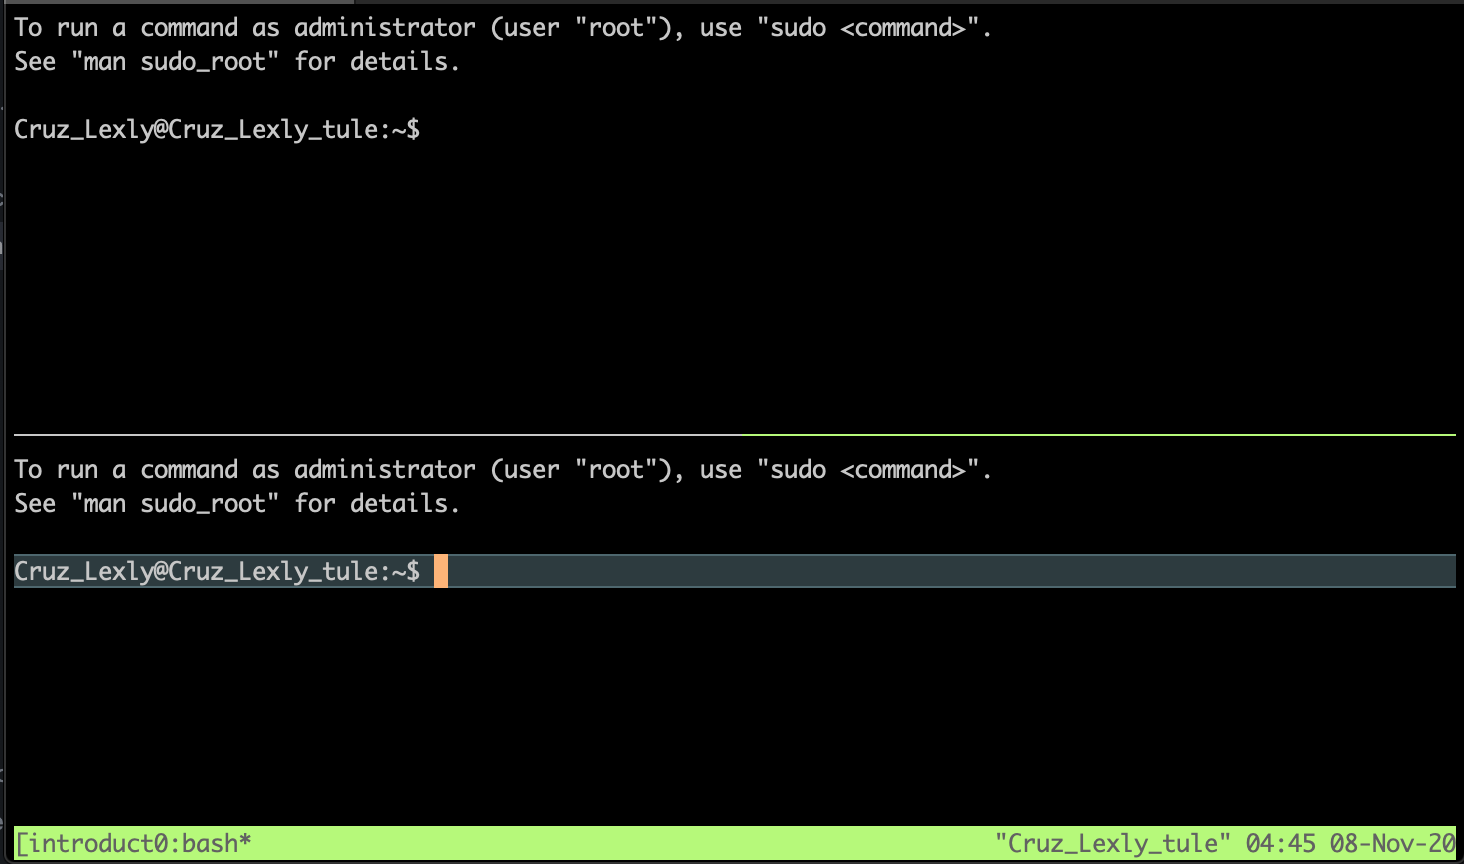 To run a command as administrator (user "root"), use "sudo <command>".
See "man sudo_root" for details.
Cruz_Lexly@Cruz_Lexly_tule:~$
To run a command as administrator (user "root"), use "sudo <command>".
See "man sudo_root" for details.
Cruz_Lexly@Cruz_Lexly_tule:~$
[introduct0:bash* "Cruz_Lexly_tule" 04:45 08-Nov-20